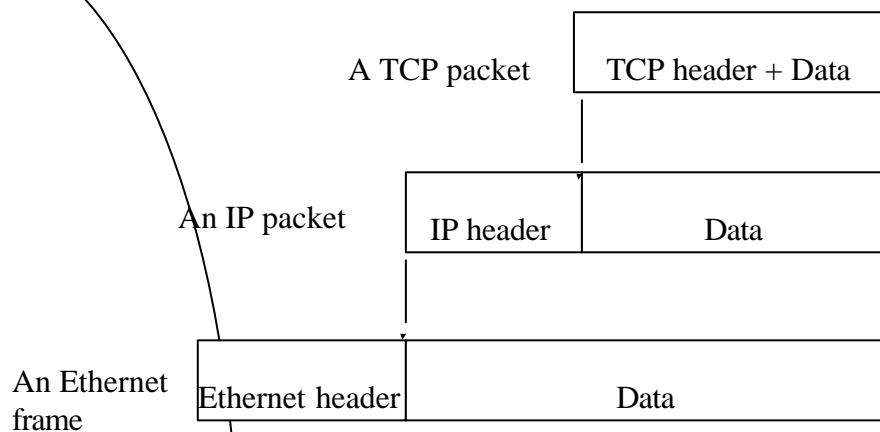 A TCP packet TCP header + Data
An IP packet IP header Data
An Ethernet
frame Ethernet header Data